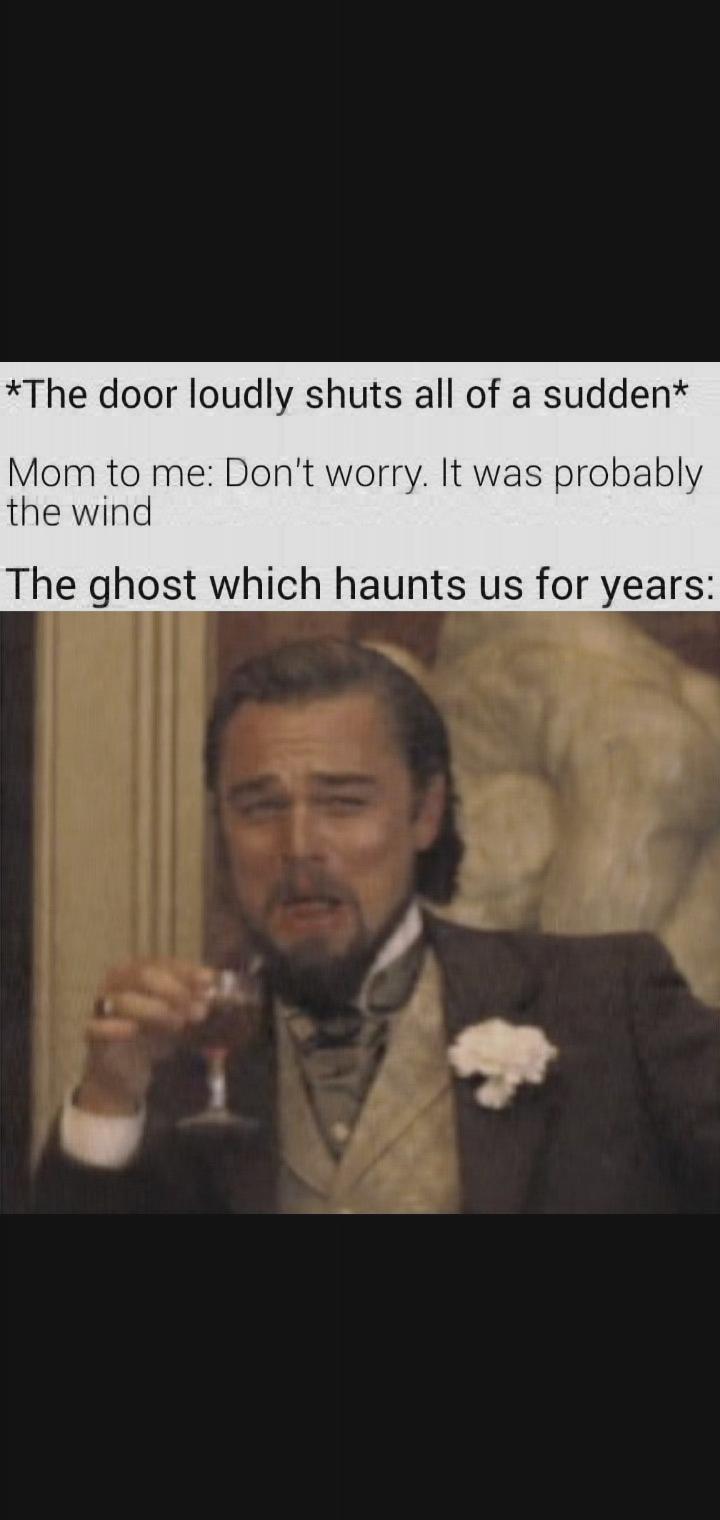 *The door loudly shuts all of a sudden*
Mom to me: Don't worry. It was probably
the wind
The ghost which haunts us for years: